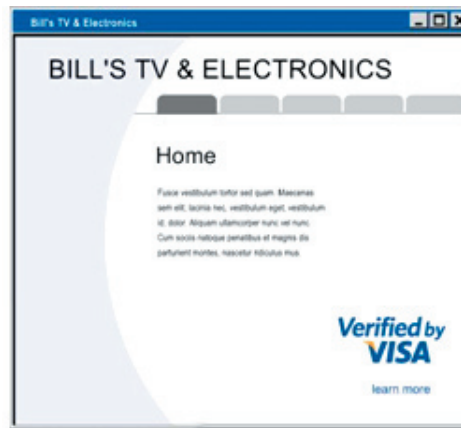 Bill's TV & Electronics
BILL'S TV & ELECTRONICS
Home
Fusce vestibulum tortor sed quam. Maecenas
sem elit, lacinia nec, vestibulum eget, vestibulum
id, dolor. Aliquam ullamcorper nunc vel nunc.
Cum sociis natoque penatibus et magnis dis
parturient montes, nascetur ridiculus mus.
Verified by
VISA
learn more